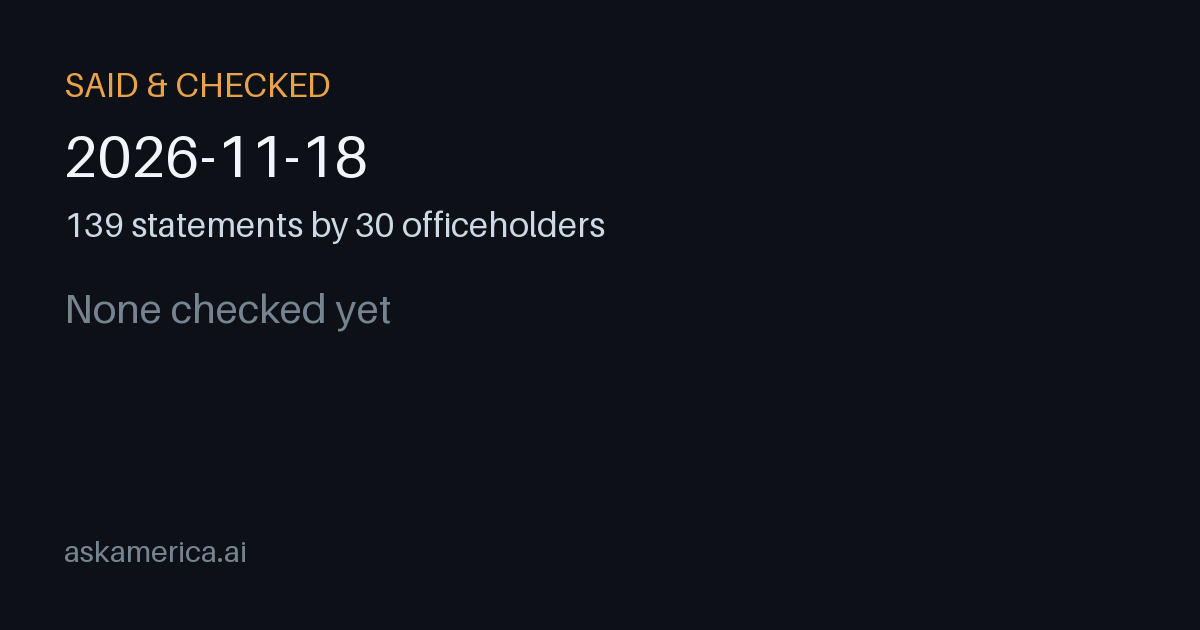 SAID & CHECKED
2026-11-18
139 statements by 30 officeholders
None checked yet
askamerica.ai